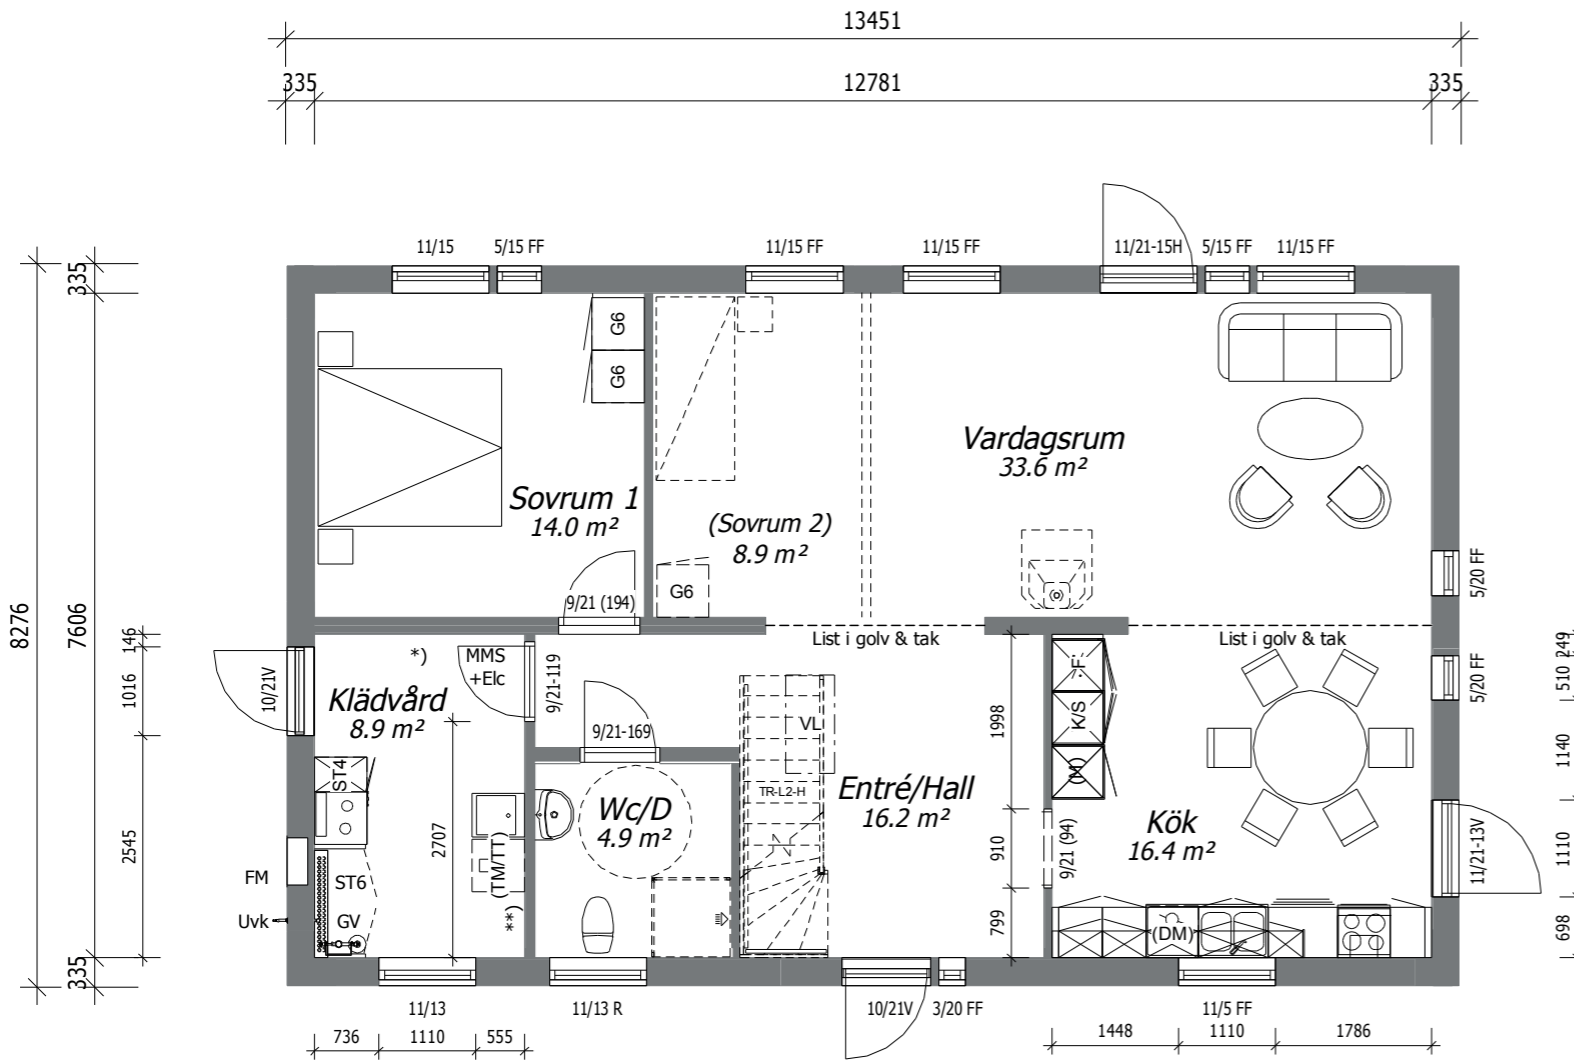 13451
335 12781 335
11/15 5/15 FF 11/15 FF 11/15 FF 11/21-15H 5/15 FF 11/15 FF
8276
335
7606
335
146
1016
2545
G6
G6
Sovrum 1
14.0 m²
(Sovrum 2)
8.9 m²
G6
Vardagsrum
33.6 m²
9/21 (194)
List i golv & tak
List i golv & tak
5/20 FF
5/20 FF
10/21V
*)
MMS
+Elc
9/21-119
Klädvård
8.9 m²
9/21-169
ST4
2707
(TM/TT)
**)
FM
ST6
Uvk
GV
Wc/D
4.9 m²
VL
TR-L2-H
Entré/Hall
16.2 m²
1998
910
799
9/21 (94)
F
K/S
(M)
Kök
16.4 m²
(DM)
11/21-13V
249
510
1140
1110
698
11/13 11/13 R 10/21V 3/20 FF 11/5 FF
736 1110 555 1448 1110 1786